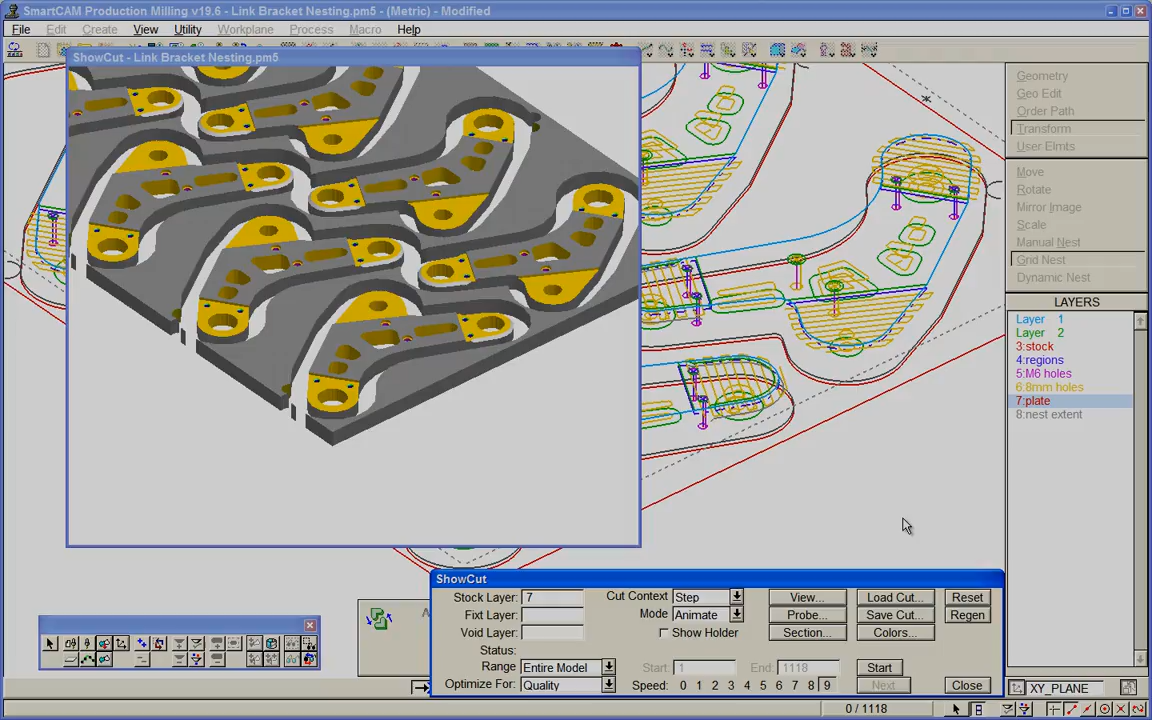 SmartCAM Production Milling v19.6 - Link Bracket Nesting.pm5 - (Metric) - Modified
File Edit Create View Utility Workplane Process Macro Help
ShowCut - Link Bracket Nesting.pm5
Geometry
Geo Edit
Order Path
Transform
User Elmts
Move
Rotate
Mirror Image
Scale
Manual Nest
Grid Nest
Dynamic Nest
LAYERS
Layer 1
Layer 2
3:stock
4:regions
5:M6 holes
6:8mm holes
7:plate
8:nest extent
ShowCut
Stock Layer: 7 Cut Context Step View... Load Cut... Reset
Fixt Layer: Mode Animate Probe... Save Cut... Regen
Void Layer: Show Holder Section... Colors...
Status:
Range Entire Model Start: 1 End: 1118 Start
Optimize For: Quality Speed: 0 1 2 3 4 5 6 7 8 9 Next Close
XY_PLANE
0 / 1118